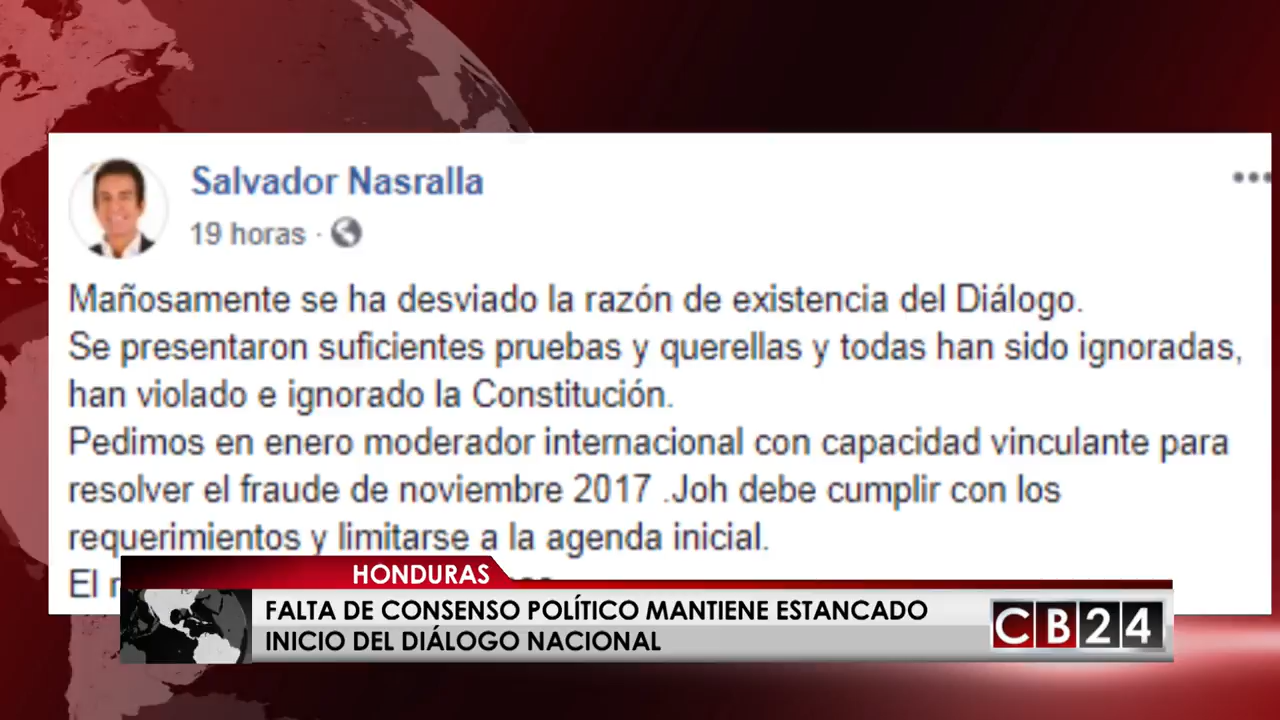 Salvador Nasralla
19 horas ·
Mañosamente se ha desviado la razón de existencia del Diálogo.
Se presentaron suficientes pruebas y querellas y todas han sido ignoradas,
han violado e ignorado la Constitución.
Pedimos en enero moderador internacional con capacidad vinculante para
resolver el fraude de noviembre 2017 .Joh debe cumplir con los
requerimientos y limitarse a la agenda inicial.
El
HONDURAS
FALTA DE CONSENSO POLÍTICO MANTIENE ESTANCADO
INICIO DEL DIÁLOGO NACIONAL
CB24